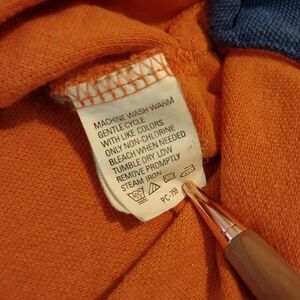 MACHINE WASH WARM
GENTLE CYCLE
WITH LIKE COLORS
ONLY NON-CHLORINE
BLEACH WHEN NEEDED
TUMBLE DRY LOW
REMOVE PROMPTLY
STEAM IRON
PC-759